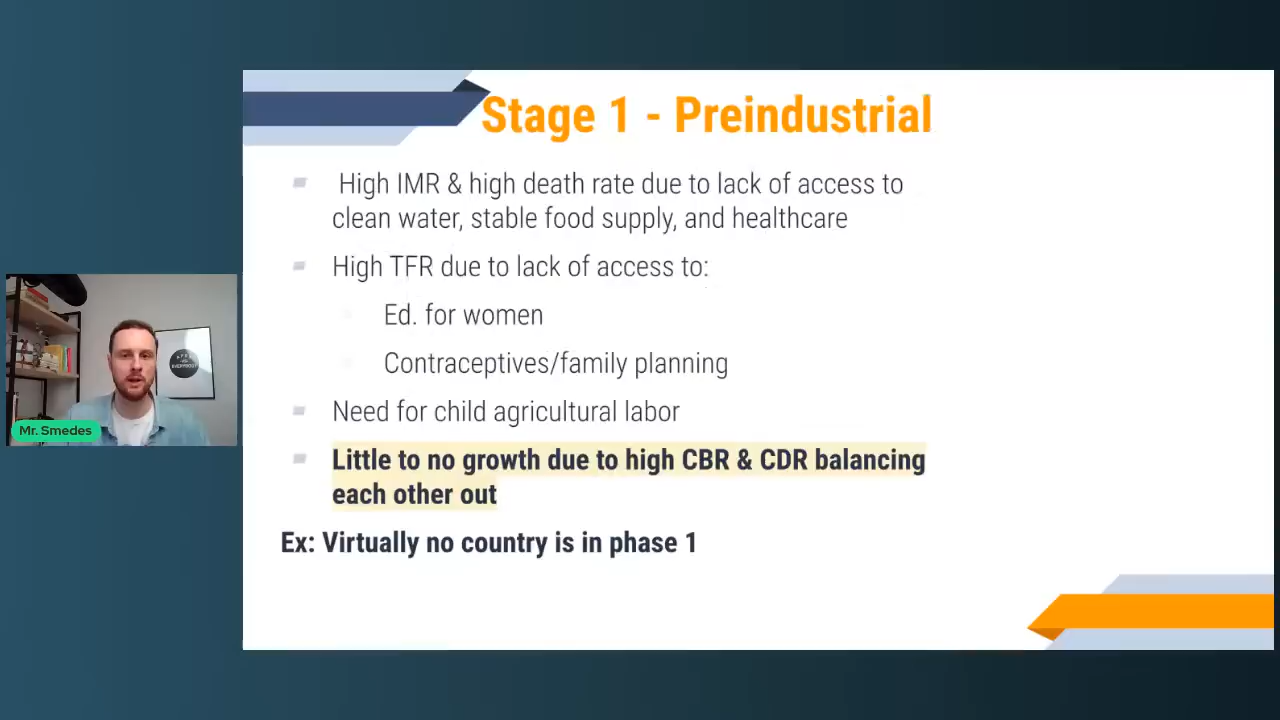 Stage 1 - Preindustrial
High IMR & high death rate due to lack of access to
clean water, stable food supply, and healthcare
High TFR due to lack of access to:
Ed. for women
Contraceptives/family planning
Need for child agricultural labor
Little to no growth due to high CBR & CDR balancing
each other out
Ex: Virtually no country is in phase 1
Mr. Smedes